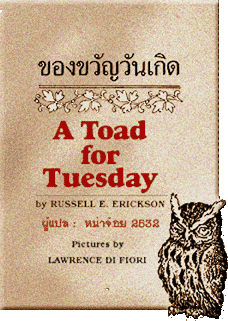 ของขวัญวันเกิด
A Toad
for
Tuesday
by RUSSELL E. ERICKSON
ผู้แปล : หน่าจ๋อย 2532
Pictures by
LAWRENCE DI FIORI